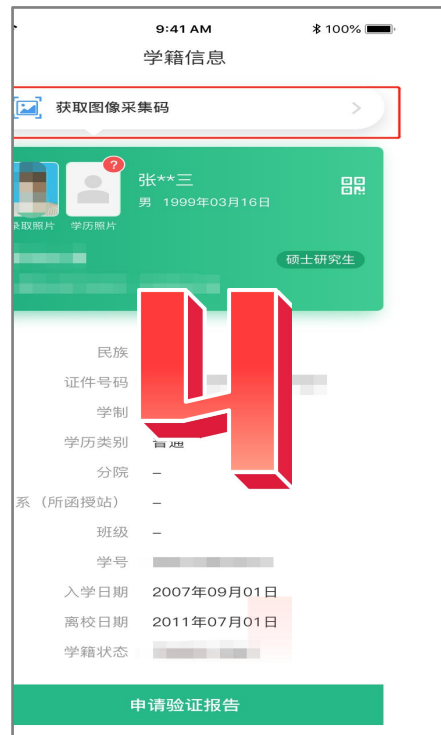 9:41 AM
100%
学籍信息
获取图像采集码
?
张**三
男 1999年03月16日
录取照片 学历照片
硕士研究生
4
民族
证件号码
学制
学历类别 普通
分院 –
系（所函授站） –
班级 –
学号
入学日期 2007年09月01日
离校日期 2011年07月01日
学籍状态
申请验证报告